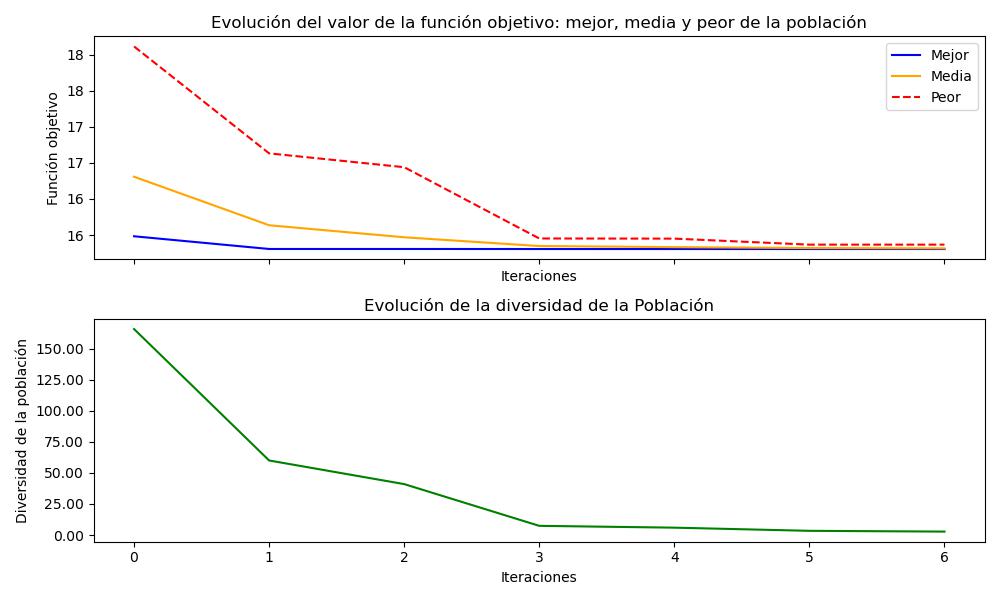 Evolución del valor de la función objetivo: mejor, media y peor de la población
Función objetivo
18
18
17
17
16
16
Mejor
Media
Peor
Iteraciones
Evolución de la diversidad de la Población
Diversidad de la población
150.00
125.00
100.00
75.00
50.00
25.00
0.00
0 1 2 3 4 5 6
Iteraciones